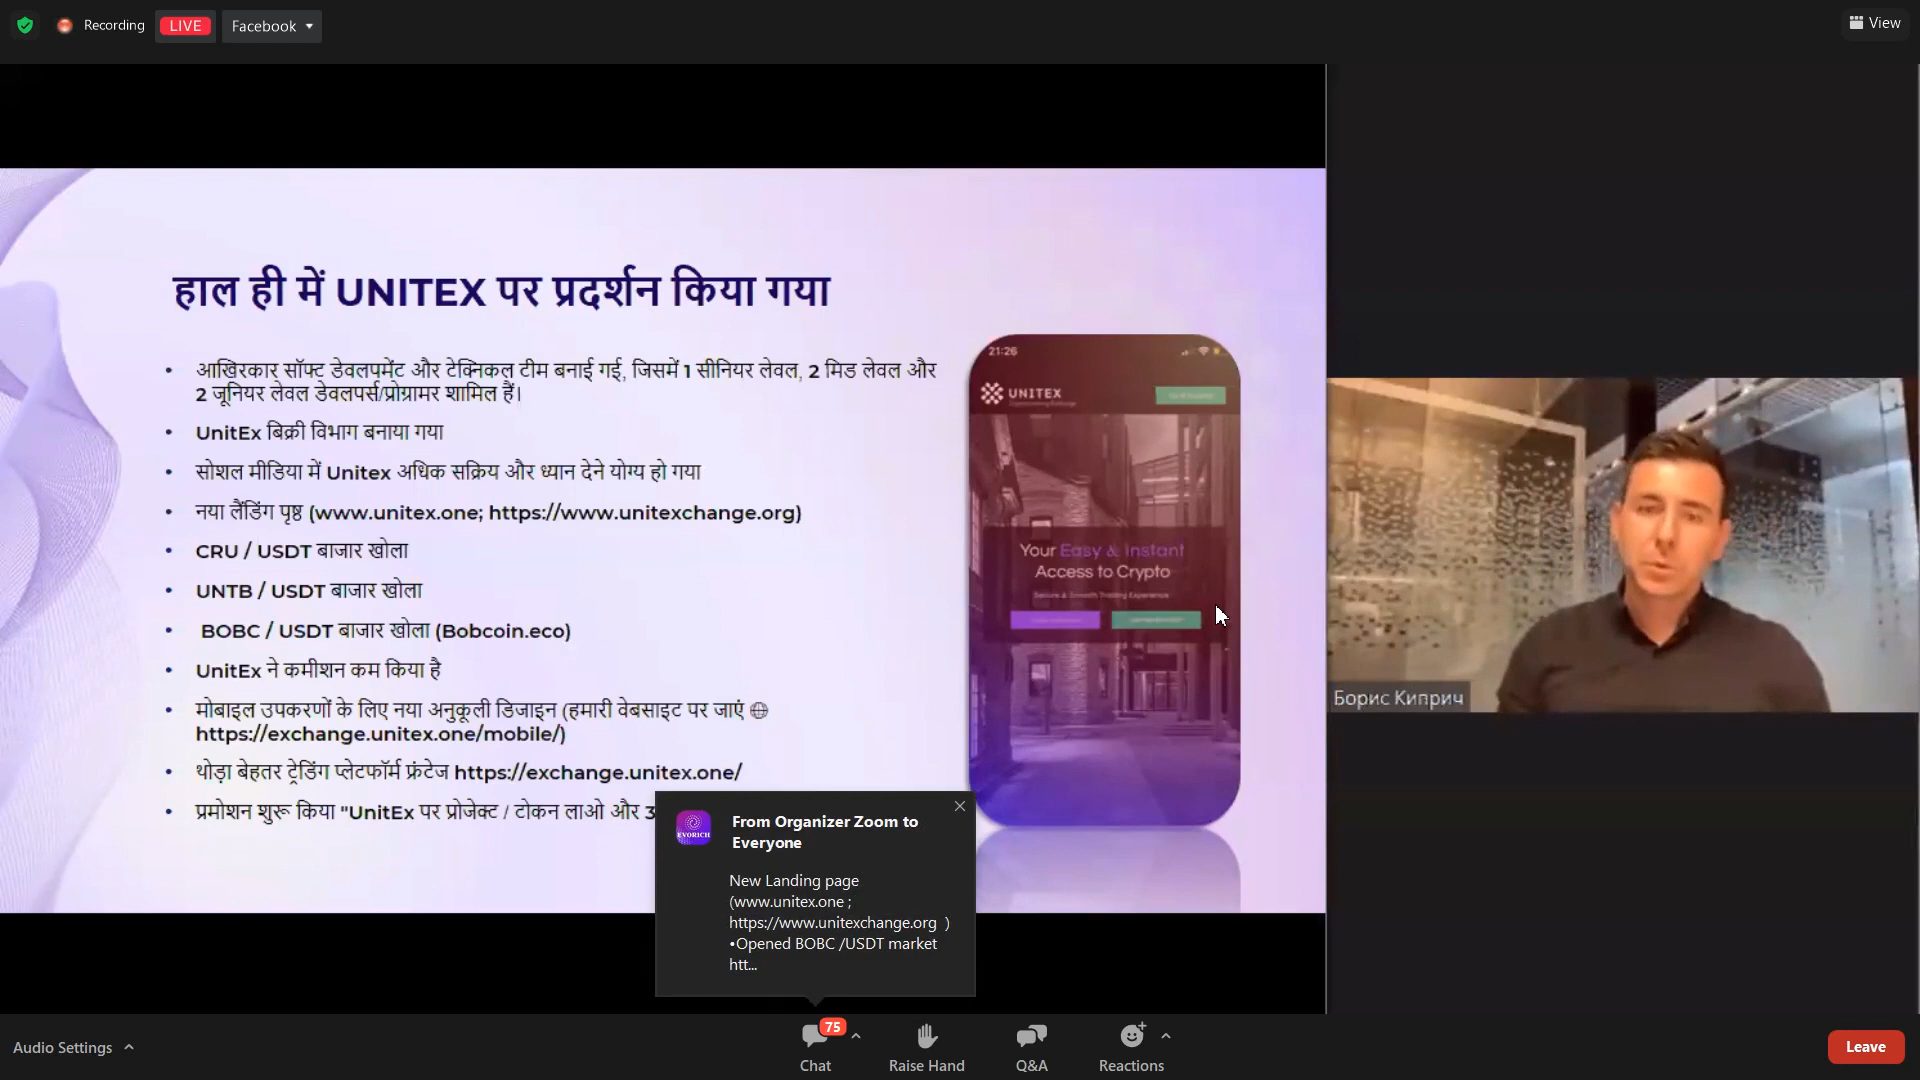 Recording
LIVE
Facebook
View
हाल ही में UNITEX पर प्रदर्शन किया गया
• आखिरकार सॉफ्ट डेवलपमेंट और टेक्निकल टीम बनाई गई, जिसमें 1 सीनियर लेवल, 2 मिड लेवल और
2 जूनियर लेवल डेवलपर्स/प्रोग्रामर शामिल हैं।
• UnitEx बिक्री विभाग बनाया गया
• सोशल मीडिया में Unitex अधिक सक्रिय और ध्यान देने योग्य हो गया
• नया लैंडिंग पृष्ठ (www.unitex.one; https://www.unitexchange.org)
• CRU / USDT बाजार खोला
• UNTB / USDT बाजार खोला
• BOBC / USDT बाजार खोला (Bobcoin.eco)
• UnitEx ने कमीशन कम किया है
• मोबाइल उपकरणों के लिए नया अनुकूली डिजाइन (हमारी वेबसाइट पर जाएं
https://exchange.unitex.one/mobile/)
• थोड़ा बेहतर ट्रेडिंग प्लेटफॉर्म फ्रंटेज https://exchange.unitex.one/
• प्रमोशन शुरू किया "UnitEx पर प्रोजेक्ट / टोकन लाओ और 3
21:26
UNITEX
Your Easy & Instant
Access to Crypto
Secure & Smooth Trading Experience
Борис Киприч
EVORICH
From Organizer Zoom to
Everyone
New Landing page
(www.unitex.one ;
https://www.unitexchange.org )
•Opened BOBC /USDT market
htt...
Audio Settings
75
Chat
Raise Hand
Q&A
Reactions
Leave